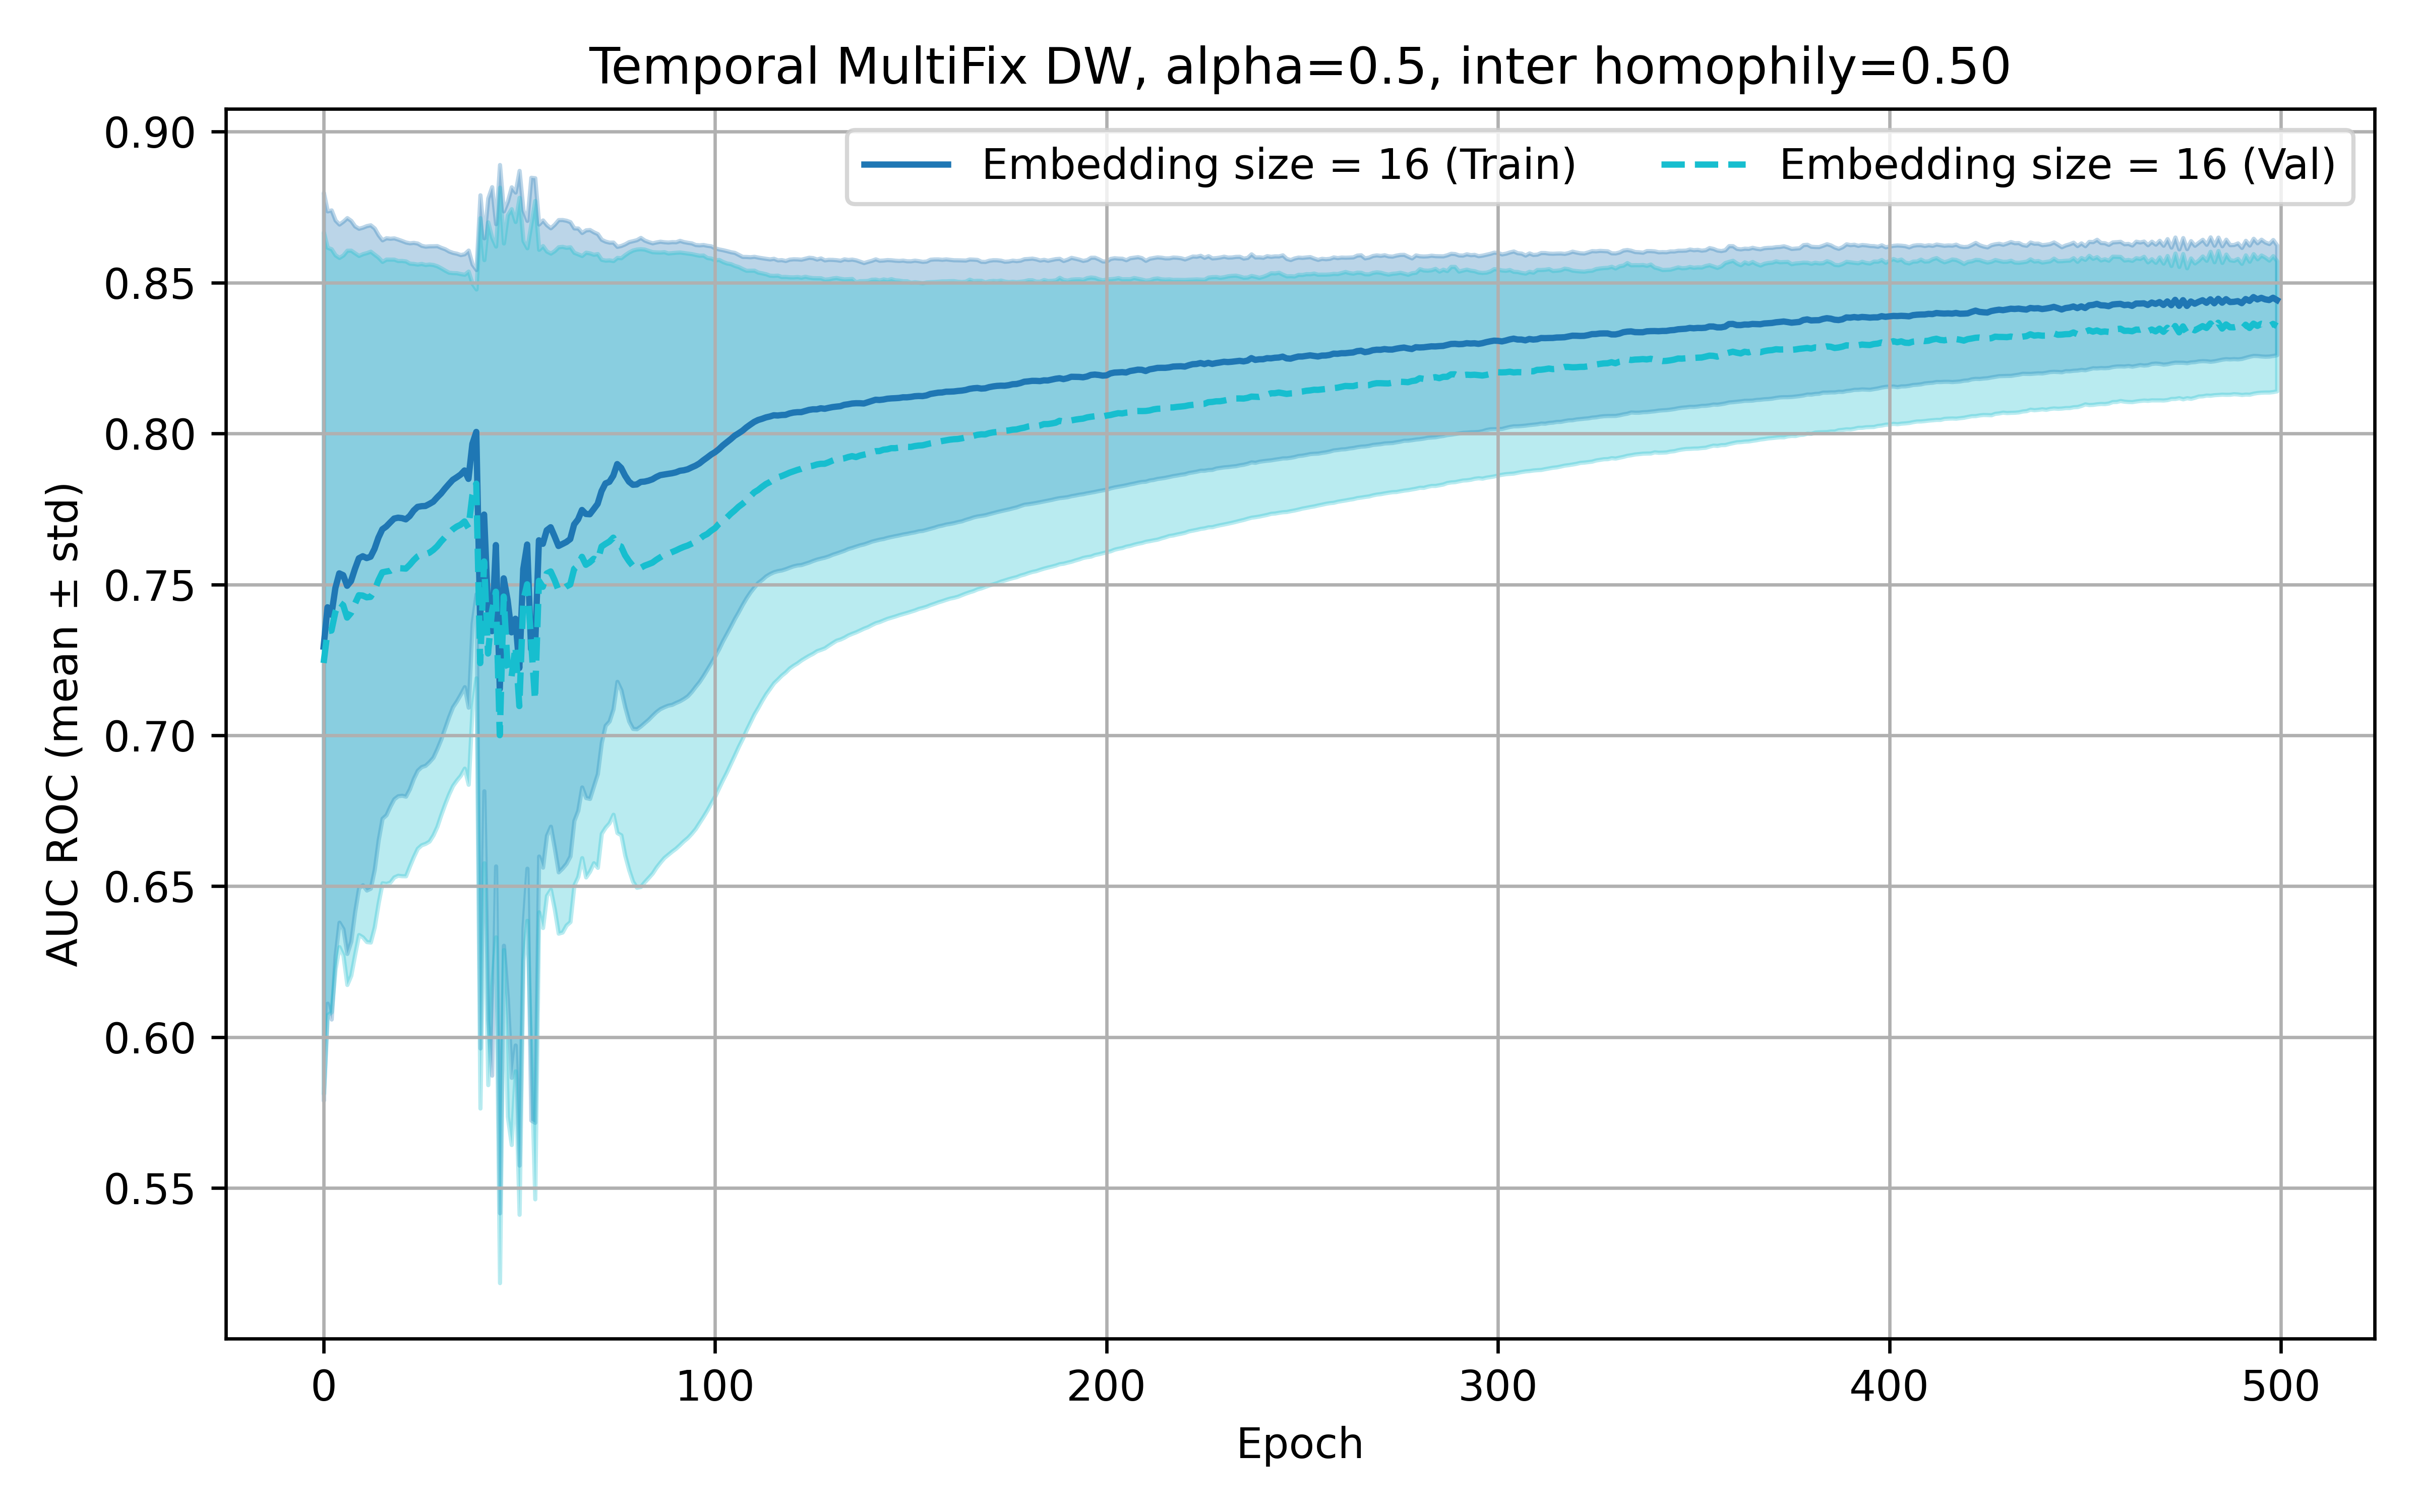 Temporal MultiFix DW, alpha=0.5, inter homophily=0.50
Embedding size = 16 (Train)
Embedding size = 16 (Val)
AUC ROC (mean ± std)
0.90
0.85
0.80
0.75
0.70
0.65
0.60
0.55
0
100
200
300
400
500
Epoch